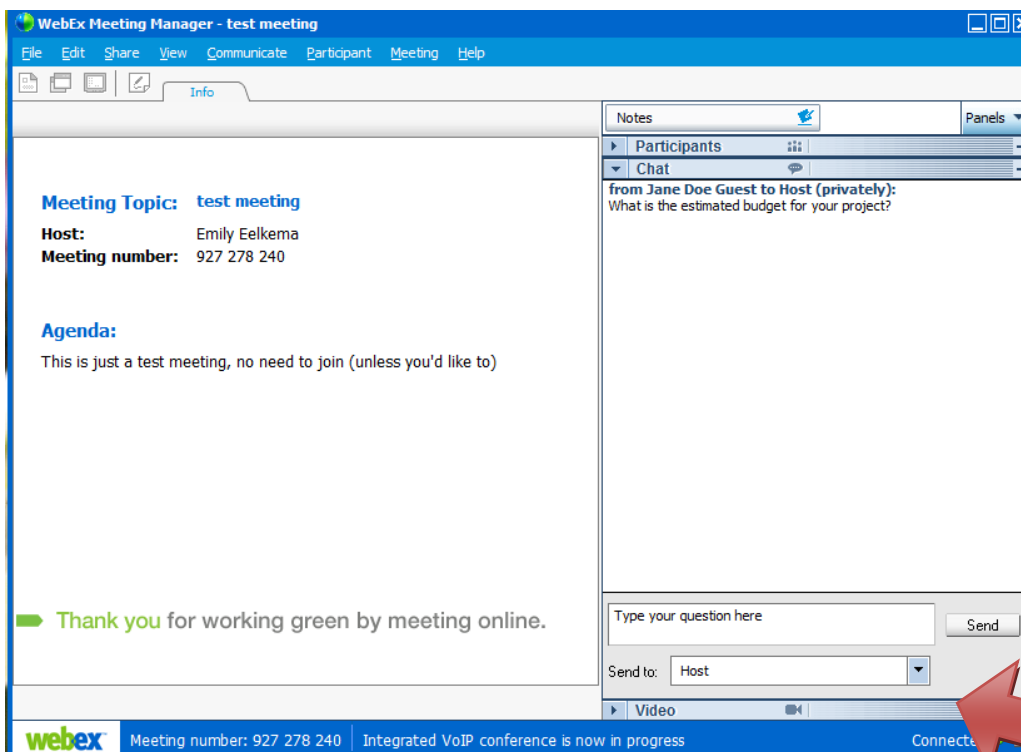 WebEx Meeting Manager - test meeting
File Edit Share View Communicate Participant Meeting Help
Info
Notes
Panels
Participants
Chat
from Jane Doe Guest to Host (privately):
What is the estimated budget for your project?
Meeting Topic: test meeting
Host: Emily Eelkema
Meeting number: 927 278 240
Agenda:
This is just a test meeting, no need to join (unless you'd like to)
Thank you for working green by meeting online.
Type your question here
Send
Send to: Host
Video
webex Meeting number: 927 278 240 Integrated VoIP conference is now in progress